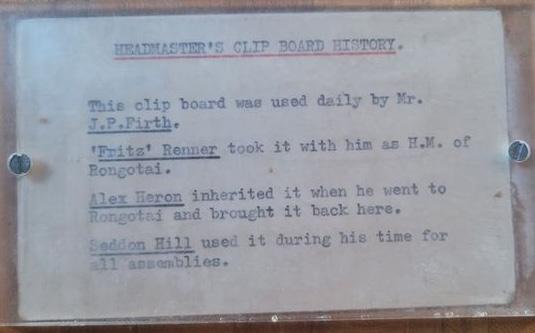 HEADMASTER'S CLIP BOARD HISTORY.
This clip board was used daily by Mr.
J.P.Firth.
'Fritz' Renner took it with him as H.M. of
Rongotai.
Alex Heron inherited it when he went to
Rongotai and brought it back here.
Seddon Hill used it during his time for
all assemblies.